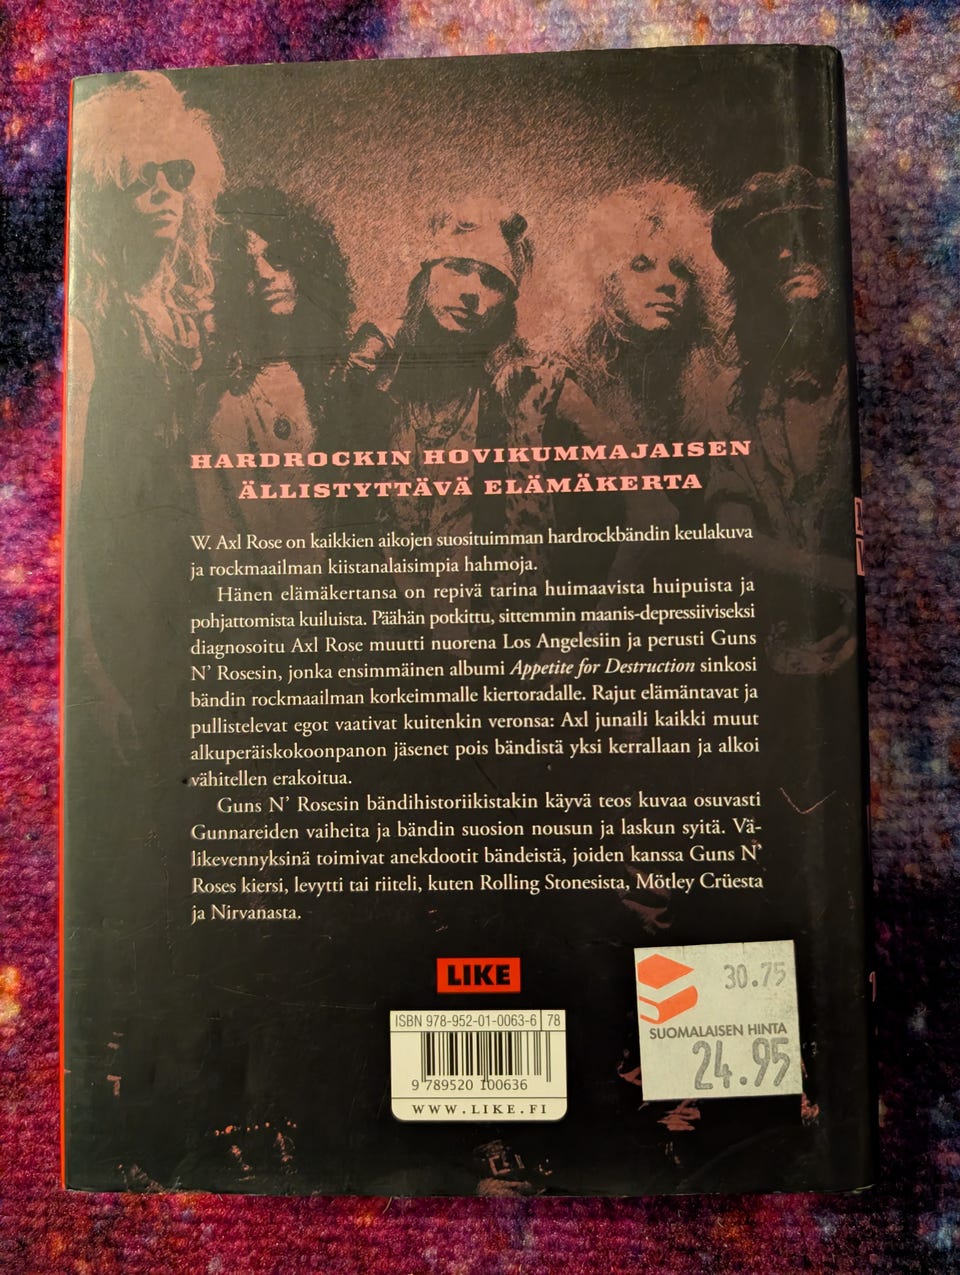 HARDROCKIN HOVIKUMMAJAISEN
ÄLLISTYTTÄVÄ ELÄMÄKERTA
W. Axl Rose on kaikkien aikojen suosituimman hardrockbändin keulakuva
ja rockmaailman kiistanalaisimpia hahmoja.
Hänen elämäkertansa on repivä tarina huimaavista huipuista ja
pohjattomista kuiluista. Päähän potkittu, sittemmin maanis-depressiiviseksi
diagnosoitu Axl Rose muutti nuorena Los Angelesiin ja perusti Guns
N’ Rosesin, jonka ensimmäinen albumi Appetite for Destruction sinkosi
bändin rockmaailman korkeimmalle kiertoradalle. Rajut elämäntavat ja
pullistelevat egot vaativat kuitenkin veronsa: Axl junaili kaikki muut
alkuperäiskokoonpanon jäsenet pois bändistä yksi kerrallaan ja alkoi
vähitellen erakoitua.
Guns N’ Rosesin bändihistoriikistakin käyvä teos kuvaa osuvasti
Gunnareiden vaiheita ja bändin suosion nousun ja laskun syitä. Vä-
likevennyksinä toimivat anekdootit bändeistä, joiden kanssa Guns N’
Roses kiersi, levytti tai riiteli, kuten Rolling Stonesista, Mötley Crüesta
ja Nirvanasta.
LIKE
ISBN 978-952-01-0063-6 78
9 789520 100636
WWW.LIKE.FI
30.75
SUOMALAISEN HINTA
24.95